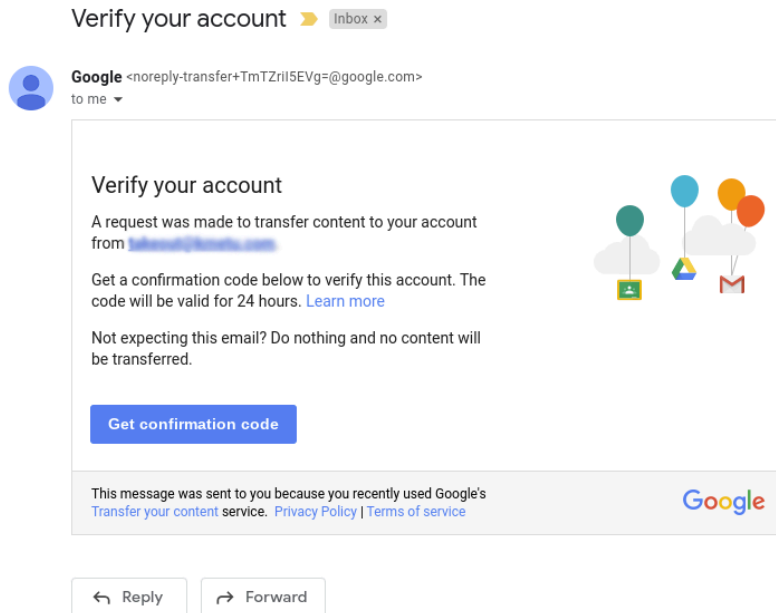 Verify your account
Inbox ×
Google <noreply-transfer+TmTZriI5EVg=@google.com>
to me
Verify your account
A request was made to transfer content to your account
from
Get a confirmation code below to verify this account. The
code will be valid for 24 hours. Learn more
Not expecting this email? Do nothing and no content will
be transferred.
Get confirmation code
This message was sent to you because you recently used Google's
Transfer your content service. Privacy Policy | Terms of service
Google
Reply
Forward